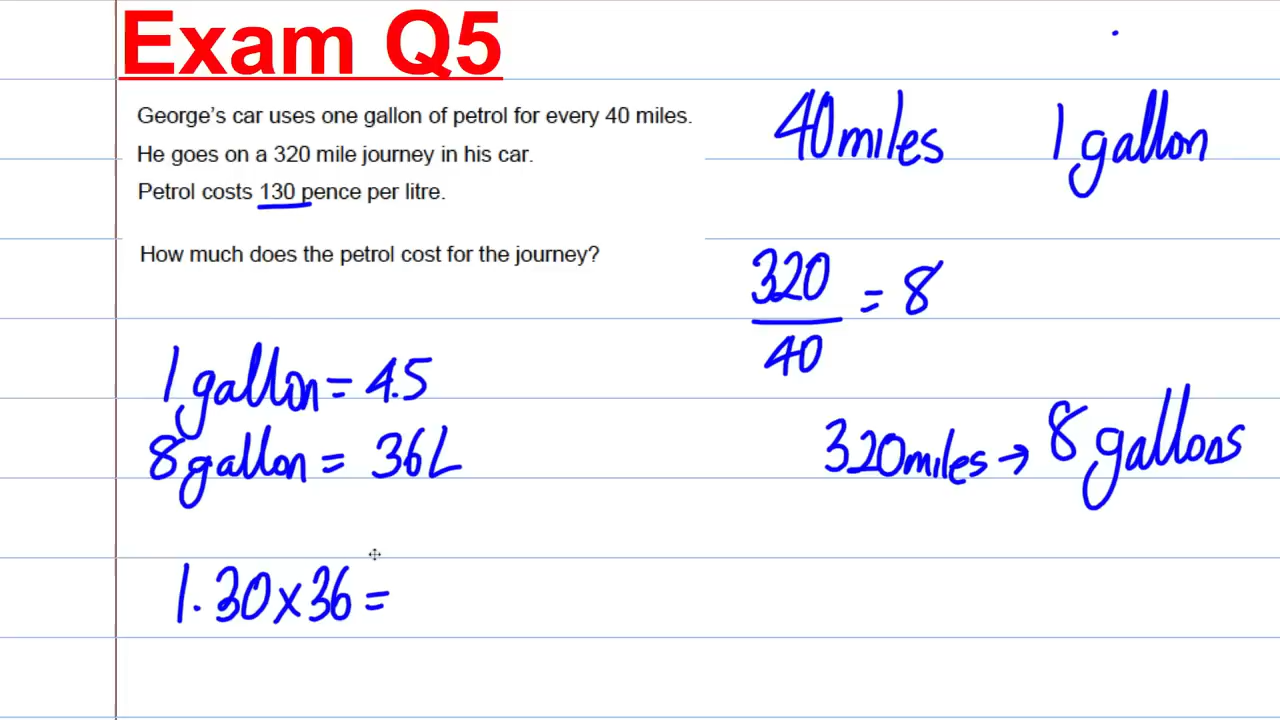 Exam Q5
George's car uses one gallon of petrol for every 40 miles.
He goes on a 320 mile journey in his car.
Petrol costs 130 pence per litre.
How much does the petrol cost for the journey?
40miles 1 gallon
320
40
= 8
320miles → 8 gallons
1 gallon = 4.5
8 gallon = 36L
1.30 × 36 =